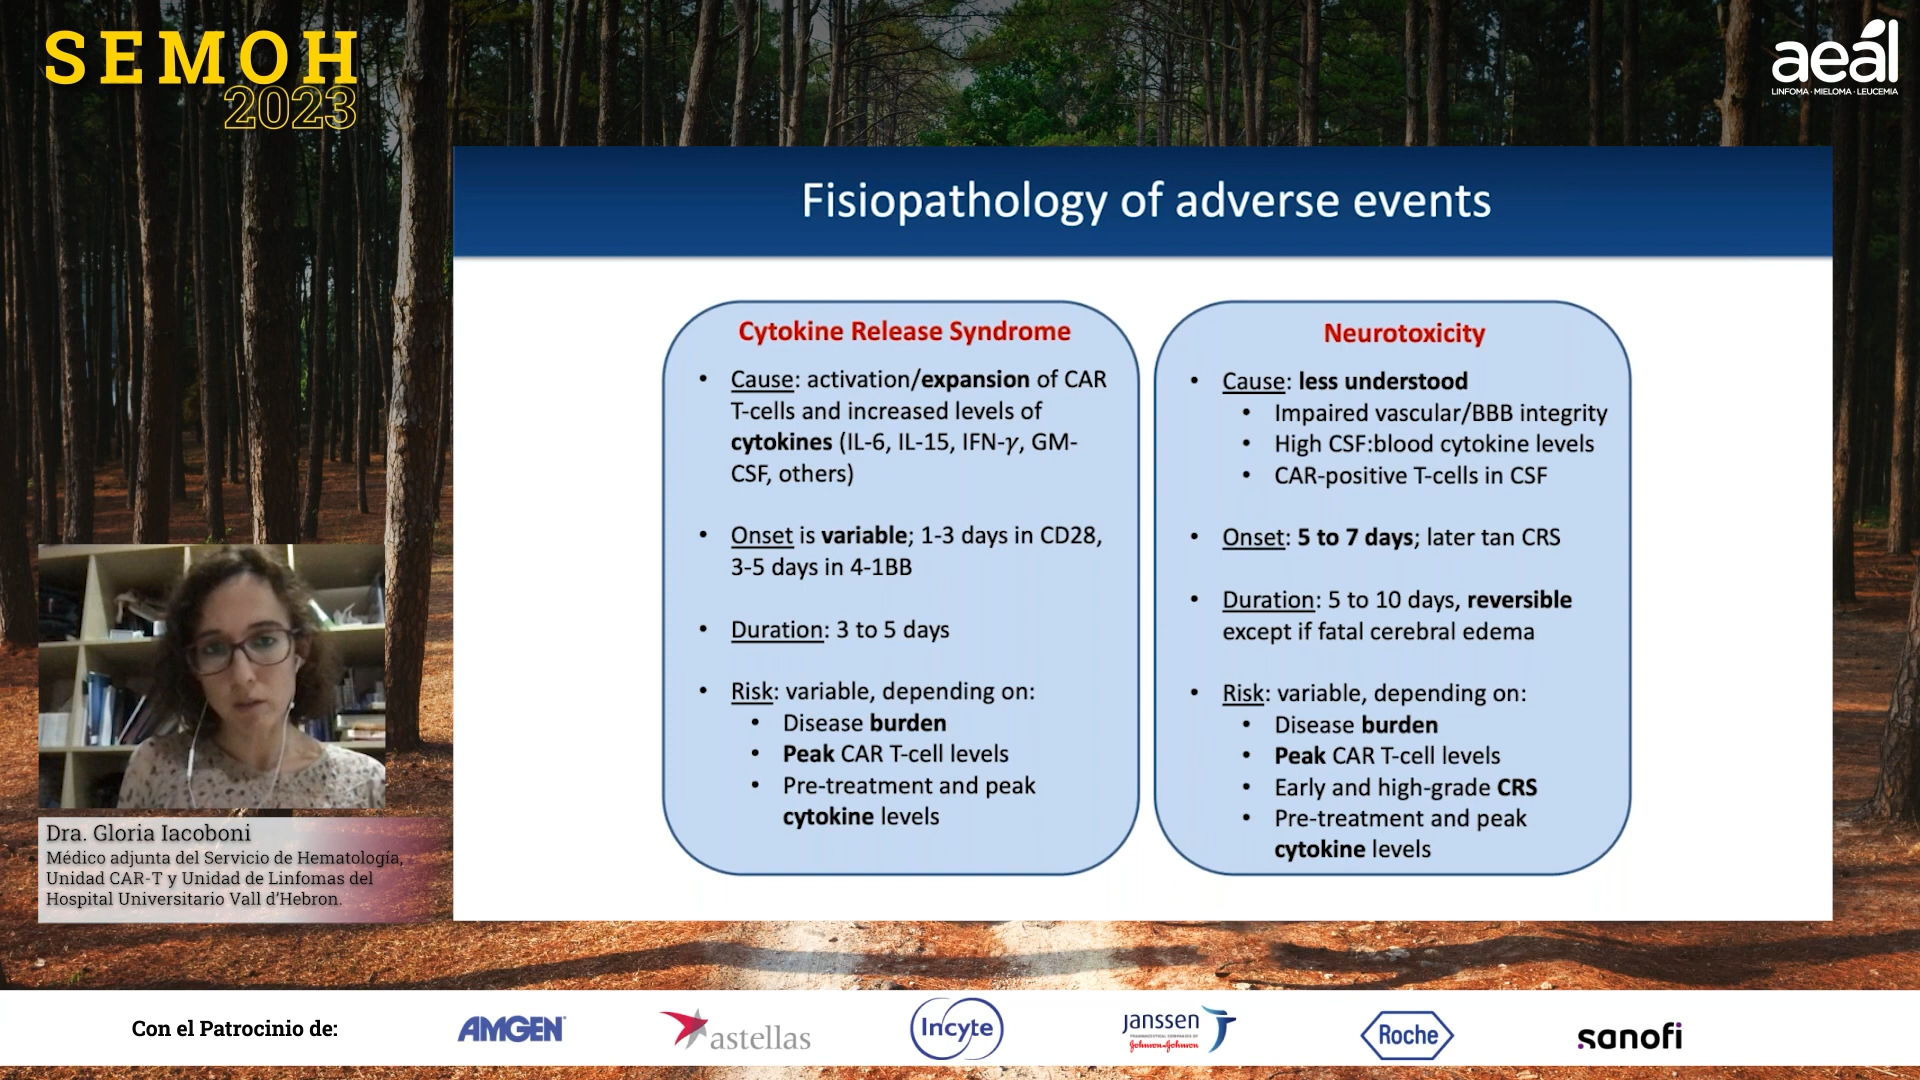 SEMOH
2023
aeal
LINFOMA · MIELOMA · LEUCEMIA
Fisiopathology of adverse events
Cytokine Release Syndrome
• Cause: activation/expansion of CAR
T-cells and increased levels of
cytokines (IL-6, IL-15, IFN-γ, GM-
CSF, others)
• Onset is variable; 1-3 days in CD28,
3-5 days in 4-1BB
• Duration: 3 to 5 days
• Risk: variable, depending on:
• Disease burden
• Peak CAR T-cell levels
• Pre-treatment and peak
cytokine levels
Neurotoxicity
• Cause: less understood
• Impaired vascular/BBB integrity
• High CSF:blood cytokine levels
• CAR-positive T-cells in CSF
• Onset: 5 to 7 days; later tan CRS
• Duration: 5 to 10 days, reversible
except if fatal cerebral edema
• Risk: variable, depending on:
• Disease burden
• Peak CAR T-cell levels
• Early and high-grade CRS
• Pre-treatment and peak
cytokine levels
Dra. Gloria Iacoboni
Médico adjunta del Servicio de Hematología,
Unidad CAR-T y Unidad de Linfomas del
Hospital Universitario Vall d'Hebron.
Con el Patrocinio de:
AMGEN
astellas
Incyte
janssen
PHARMACEUTICAL COMPANIES OF
Johnson & Johnson
Roche
sanofi